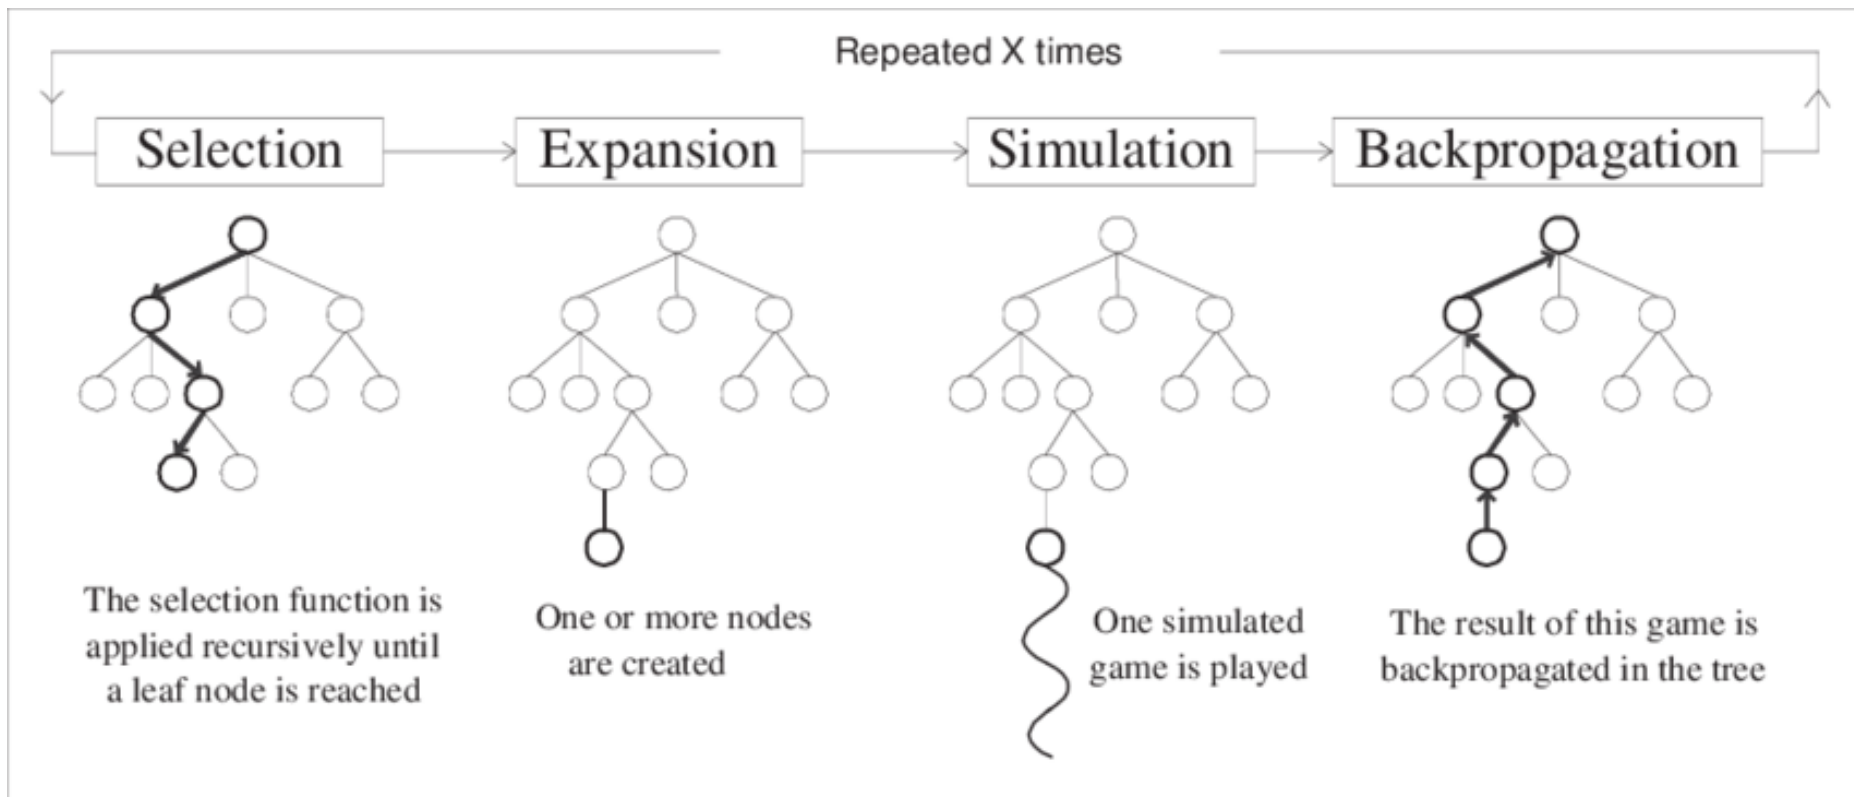 Repeated X times
Selection
Expansion
Simulation
Backpropagation
The selection function is
applied recursively until
a leaf node is reached
One or more nodes
are created
One simulated
game is played
The result of this game is
backpropagated in the tree